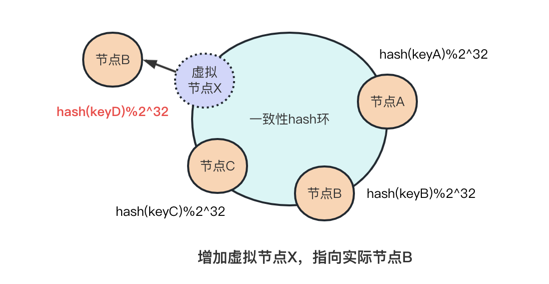 hash(keyA)%2^32
节点B
虚拟
节点X
节点A
hash(keyD)%2^32
一致性hash环
节点C
节点B
hash(keyB)%2^32
hash(keyC)%2^32
增加虚拟节点X，指向实际节点B